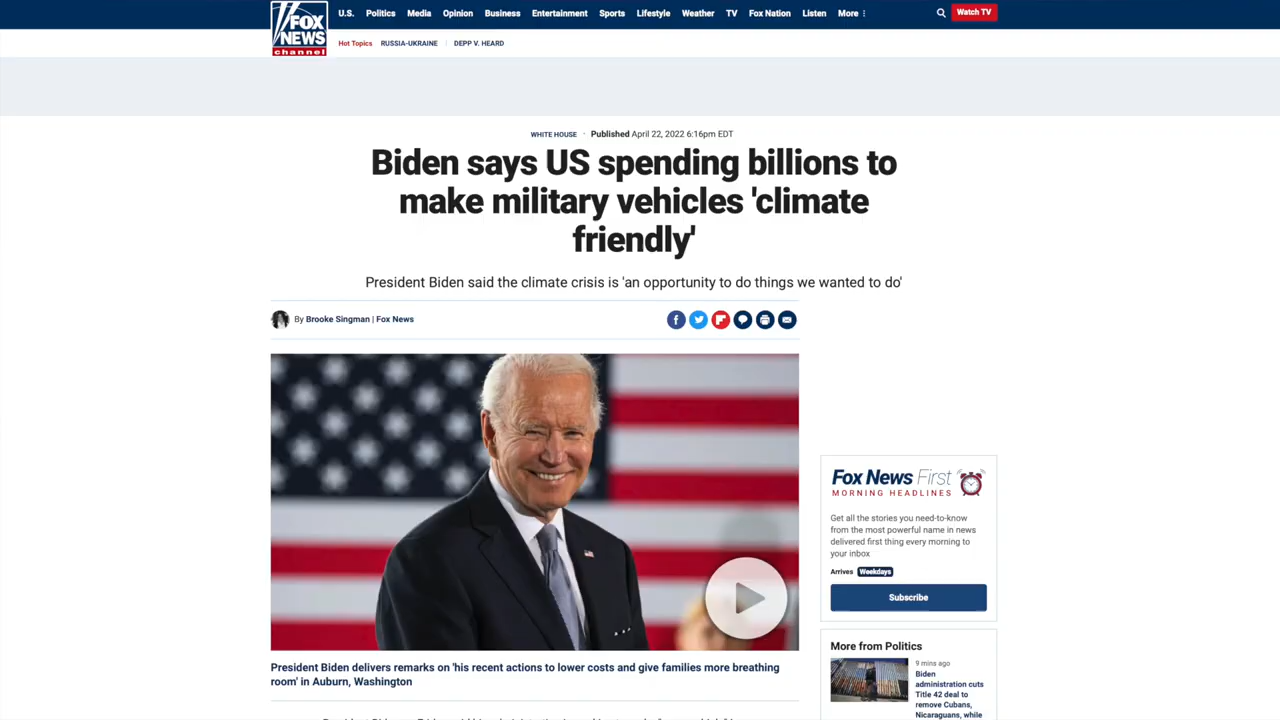 FOX
NEWS
channel
U.S. Politics Media Opinion Business Entertainment Sports Lifestyle Weather TV Fox Nation Listen More
Watch TV
Hot Topics RUSSIA-UKRAINE DEPP V. HEARD
WHITE HOUSE · Published April 22, 2022 6:16pm EDT
Biden says US spending billions to
make military vehicles 'climate
friendly'
President Biden said the climate crisis is 'an opportunity to do things we wanted to do'
By Brooke Singman | Fox News
President Biden delivers remarks on 'his recent actions to lower costs and give families more breathing
room' in Auburn, Washington
Fox News First
MORNING HEADLINES
Get all the stories you need-to-know
from the most powerful name in news
delivered first thing every morning to
your inbox
Arrives Weekdays
Subscribe
More from Politics
9 mins ago
Biden
administration cuts
Title 42 deal to
remove Cubans,
Nicaraguans, while